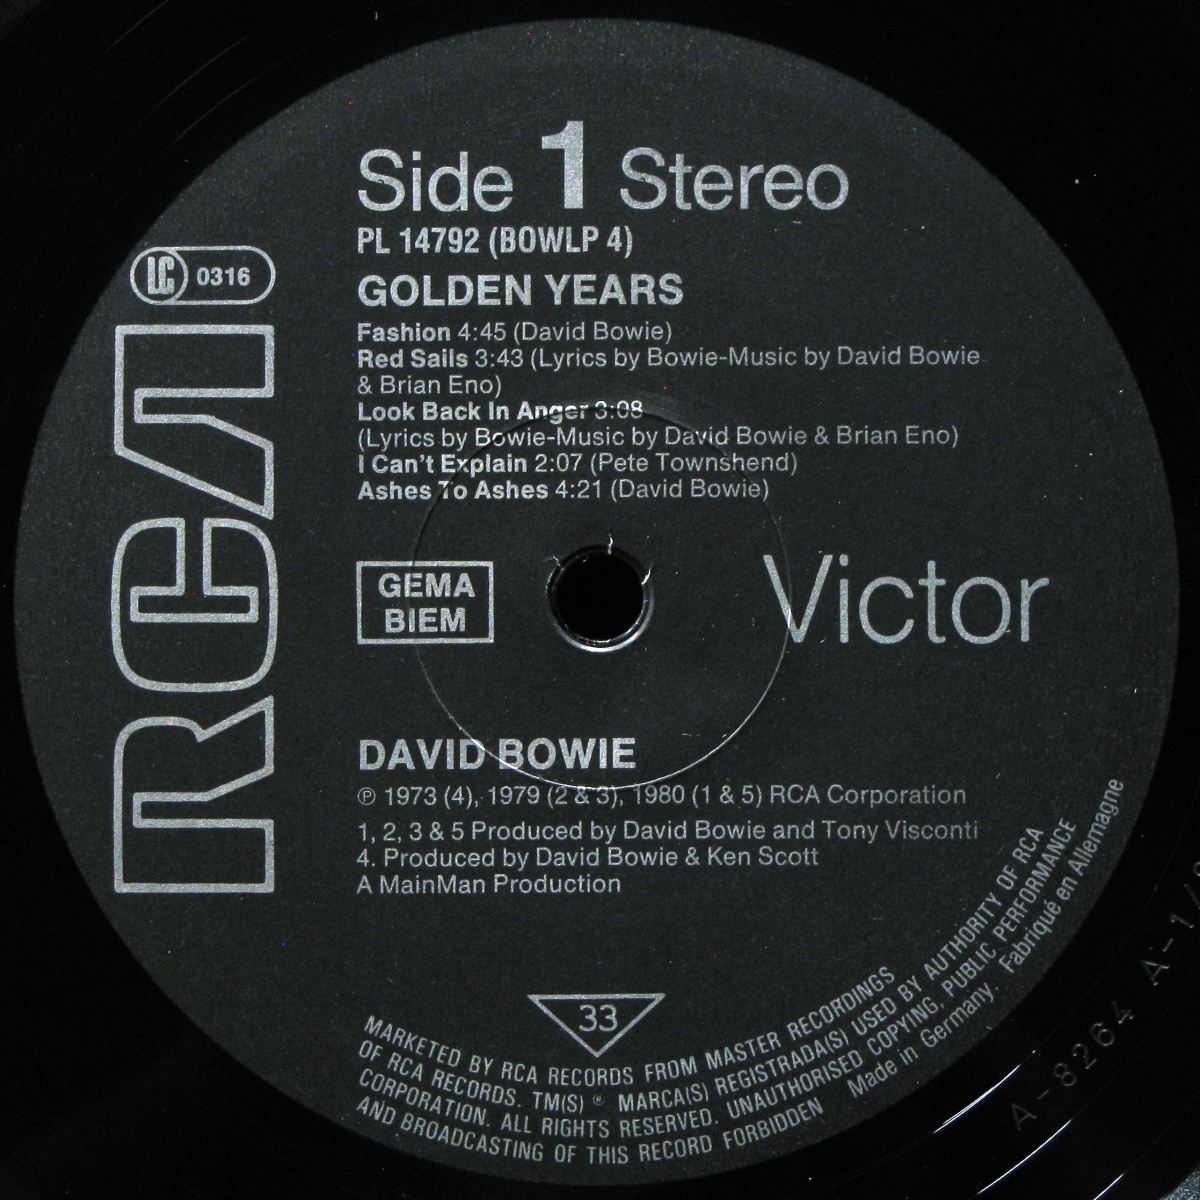 Side 1 Stereo
PL 14792 (BOWLP 4)
LC 0316
GOLDEN YEARS
Fashion 4:45 (David Bowie)
Red Sails 3:43 (Lyrics by Bowie-Music by David Bowie
& Brian Eno)
Look Back In Anger 3:08
(Lyrics by Bowie-Music by David Bowie & Brian Eno)
I Can't Explain 2:07 (Pete Townshend)
Ashes To Ashes 4:21 (David Bowie)
RCA
GEMA
BIEM
Victor
DAVID BOWIE
℗ 1973 (4), 1979 (2 & 3), 1980 (1 & 5) RCA Corporation
1, 2, 3 & 5 Produced by David Bowie and Tony Visconti
4. Produced by David Bowie & Ken Scott
A MainMan Production
33
MARKETED BY RCA RECORDS FROM MASTER RECORDINGS
OF RCA RECORDS. TM(S) ® MARCA(S) REGISTRADA(S) USED BY AUTHORITY OF RCA
CORPORATION. ALL RIGHTS RESERVED. UNAUTHORISED COPYING, PUBLIC PERFORMANCE
AND BROADCASTING OF THIS RECORD FORBIDDEN Made in Germany. Fabriqué en Allemagne
A-8264 A-1/